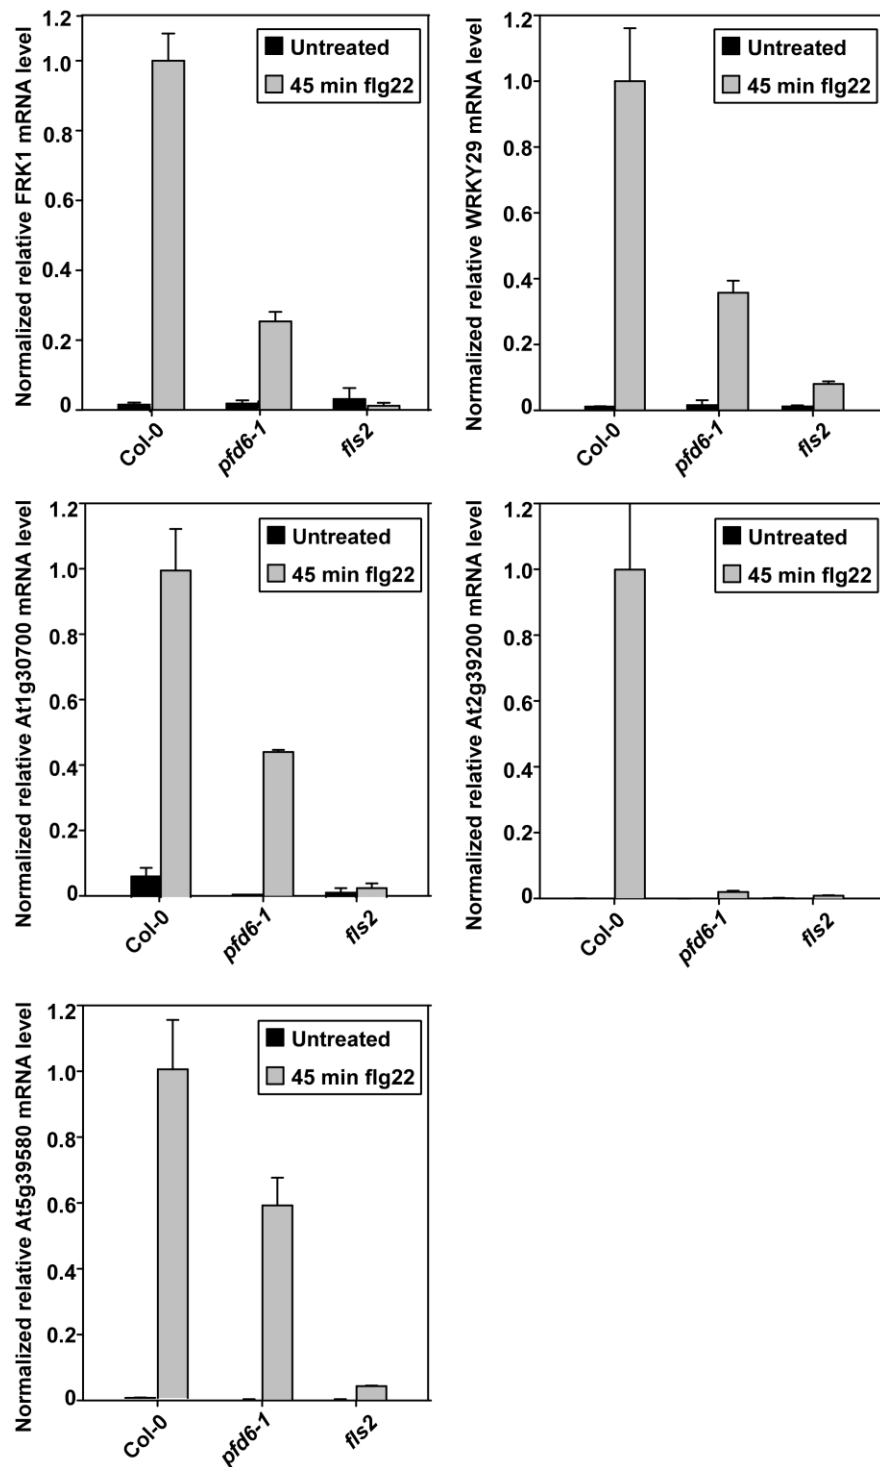 Normalized relative FRK1 mRNA level
1.2
1.0
0.8
0.6
0.4
0.2
0
Untreated
45 min flg22
Col-0
pfd6-1
fls2
Normalized relative WRKY29 mRNA level
1.2
1.0
0.8
0.6
0.4
0.2
0
Untreated
45 min flg22
Col-0
pfd6-1
fls2
Normalized relative At1g30700 mRNA level
1.2
1.0
0.8
0.6
0.4
0.2
0
Untreated
45 min flg22
Col-0
pfd6-1
fls2
Normalized relative At2g39200 mRNA level
1.2
1.0
0.8
0.6
0.4
0.2
0
Untreated
45 min flg22
Col-0
pfd6-1
fls2
Normalized relative At5g39580 mRNA level
1.2
1.0
0.8
0.6
0.4
0.2
0
Untreated
45 min flg22
Col-0
pfd6-1
fls2